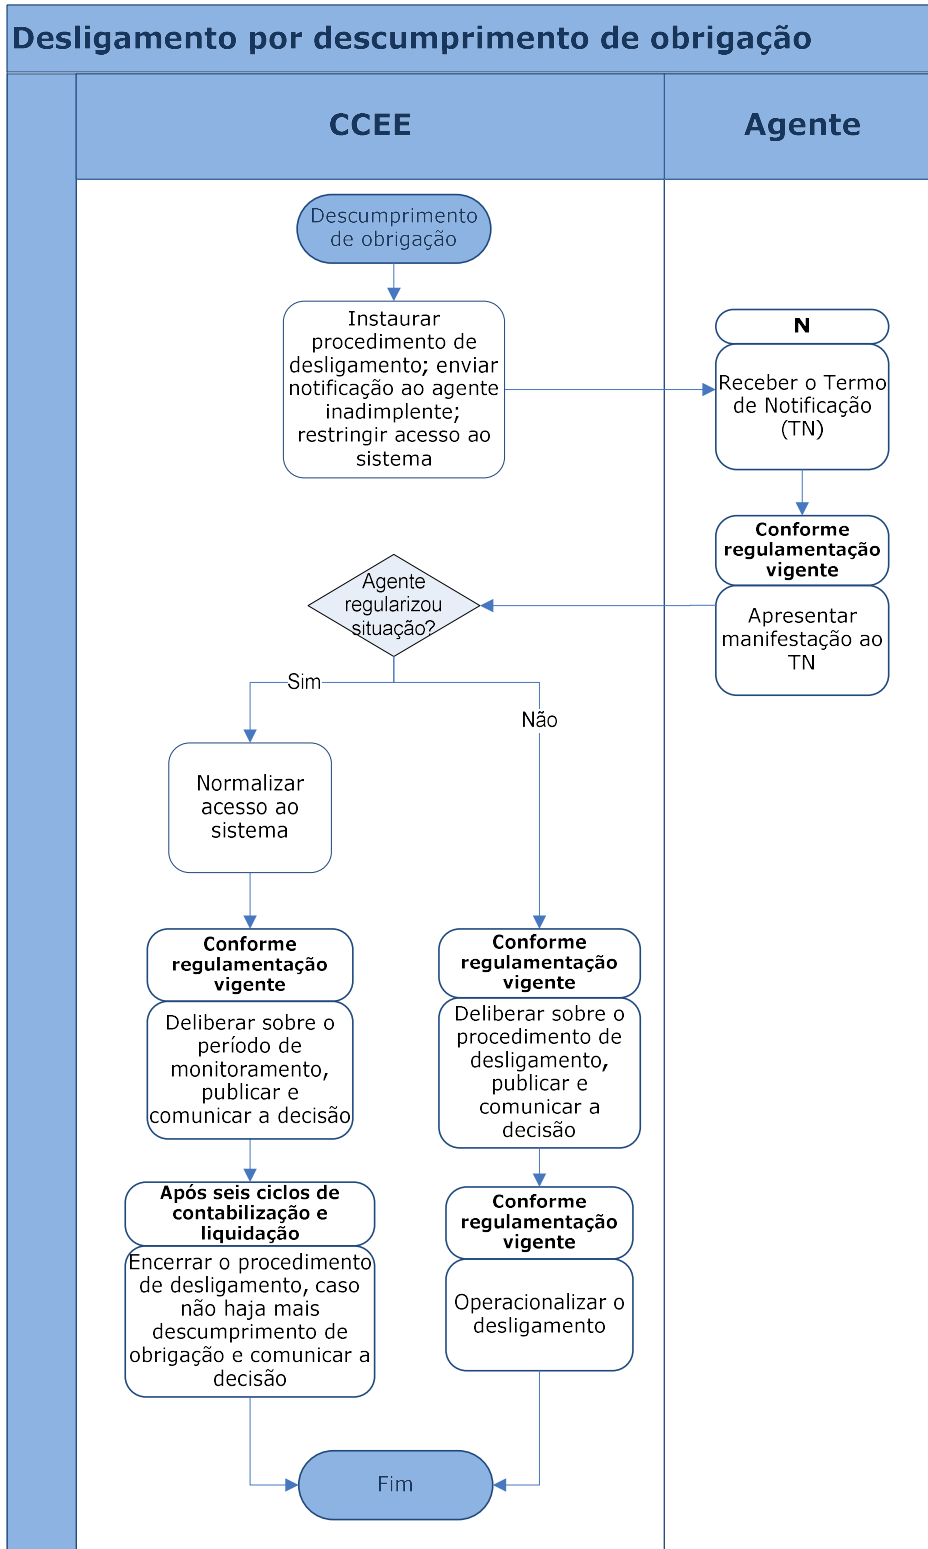 Desligamento por descumprimento de obrigação
CCEE
Agente
Descumprimento
de obrigação
Instaurar
procedimento de
desligamento; enviar
notificação ao agente
inadimplente;
restringir acesso ao
sistema
N
Receber o Termo
de Notificação
(TN)
Conforme
regulamentação
vigente
Apresentar
manifestação ao
TN
Agente
regularizou
situação?
Sim
Não
Normalizar
acesso ao
sistema
Conforme
regulamentação
vigente
Deliberar sobre o
período de
monitoramento,
publicar e
comunicar a decisão
Após seis ciclos de
contabilização e
liquidação
Encerrar o procedimento
de desligamento, caso
não haja mais
descumprimento de
obrigação e comunicar a
decisão
Conforme
regulamentação
vigente
Deliberar sobre o
procedimento de
desligamento,
publicar e
comunicar a
decisão
Conforme
regulamentação
vigente
Operacionalizar o
desligamento
Fim